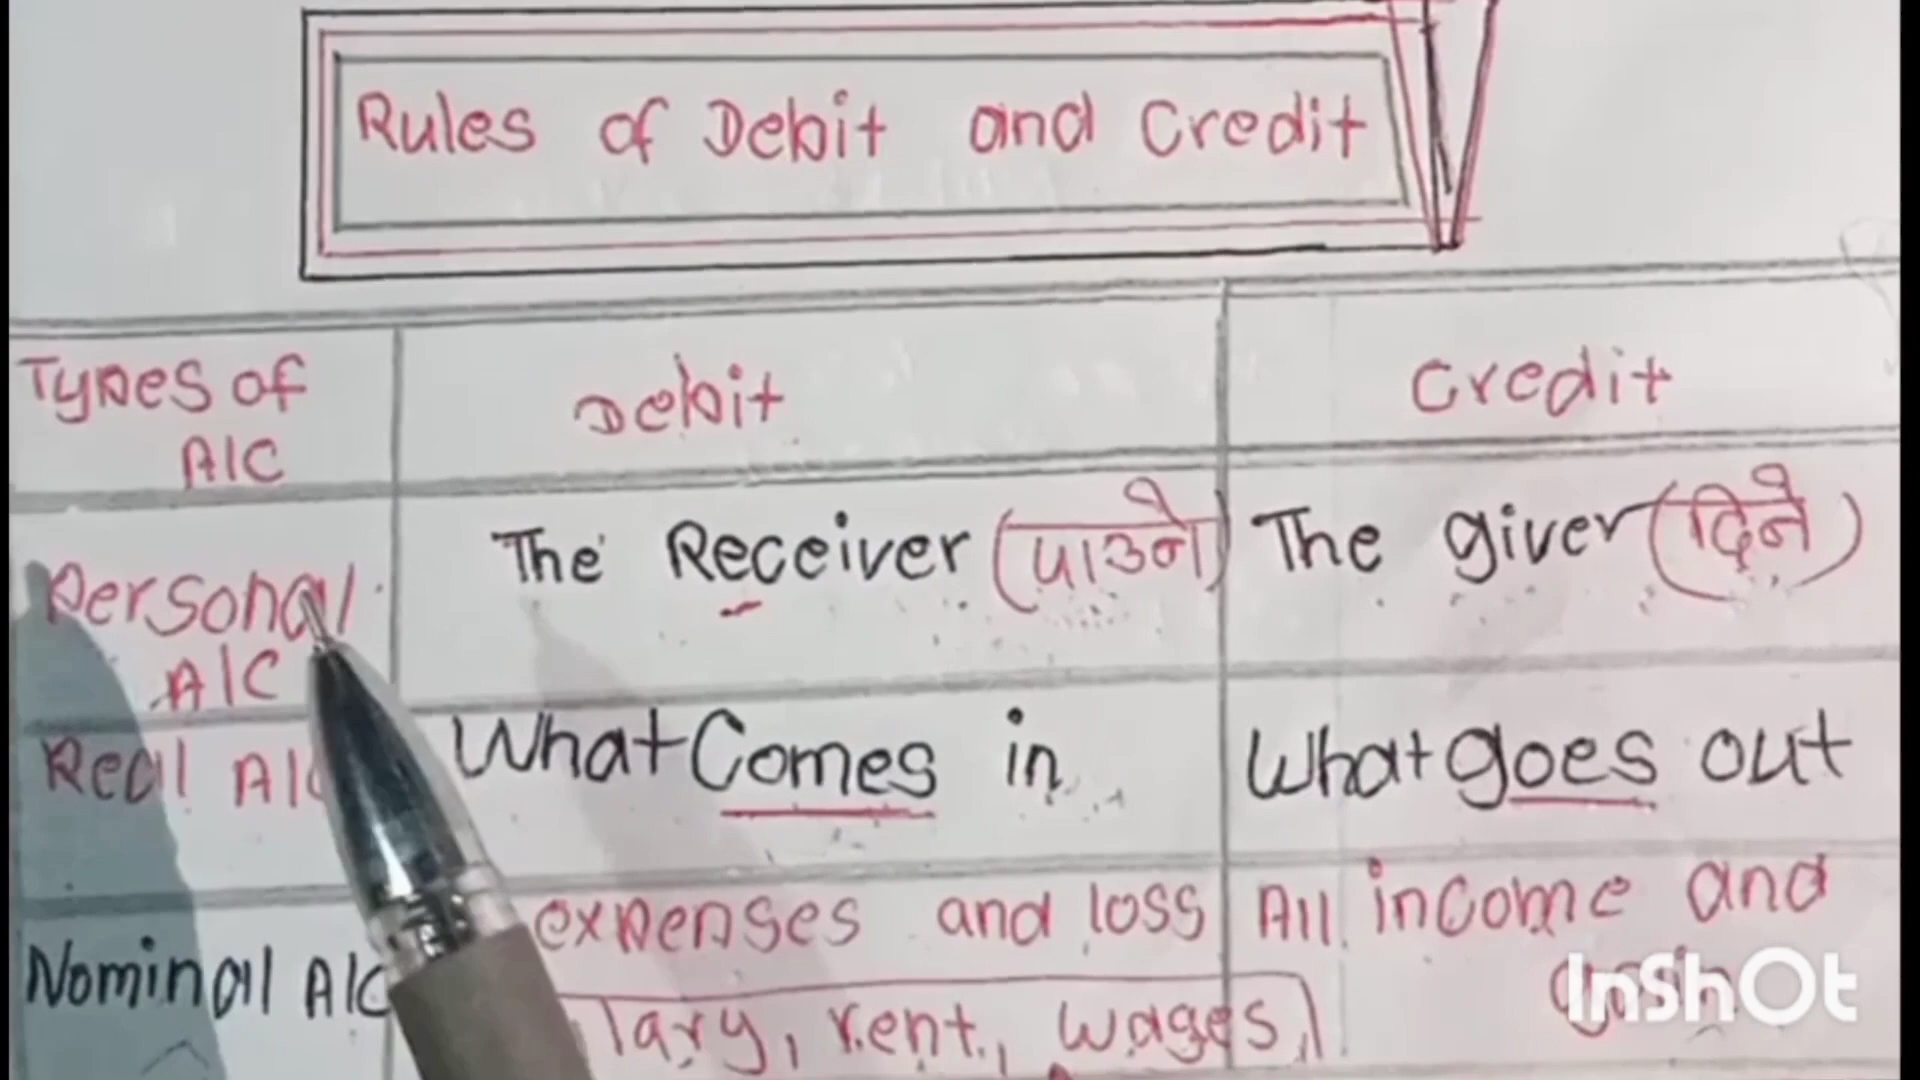 Rules of Debit and Credit
Types of A/C
Debit
Credit
Personal A/C
The Receiver (पाउने)
The giver (दिने)
Real A/C
What Comes in
What goes out
Nominal A/C
expenses and loss
All income and
lary, rent, wages,
InShOt